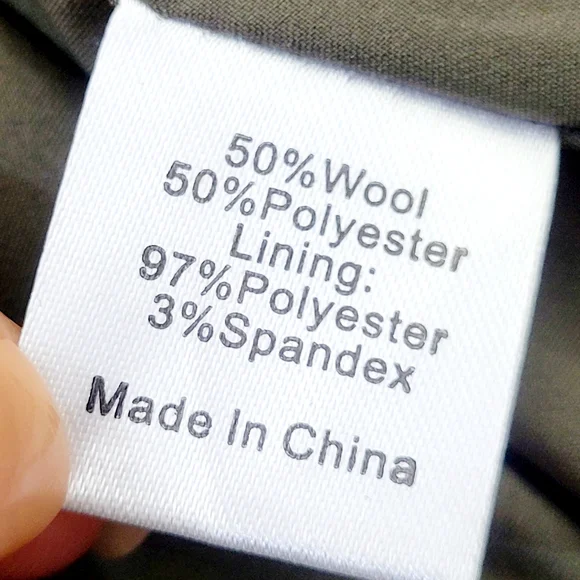 50%Wool
50%Polyester
Lining:
97%Polyester
3%Spandex
Made In China